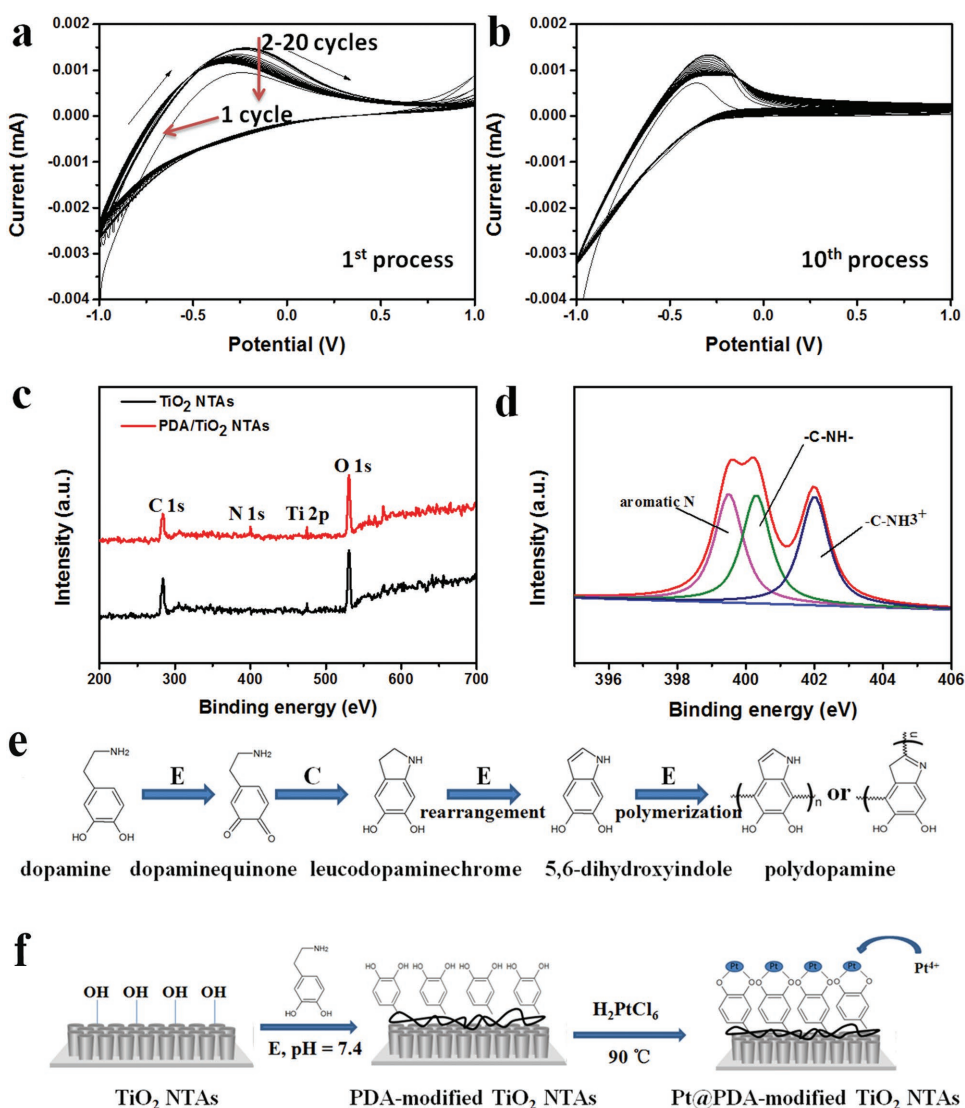 a
0.002
0.001
0.000
-0.001
-0.002
-0.003
-0.004
Current (mA)
2-20 cycles
1 cycle
1st process
-1.0 -0.5 0.0 0.5 1.0
Potential (V)
b
0.002
0.001
0.000
-0.001
-0.002
-0.003
-0.004
Current (mA)
10th process
-1.0 -0.5 0.0 0.5 1.0
Potential (V)
c
TiO2 NTAs
PDA/TiO2 NTAs
Intensity (a.u.)
C 1s
N 1s
Ti 2p
O 1s
200 300 400 500 600 700
Binding energy (eV)
d
Intensity (a.u.)
aromatic N
-C-NH-
-C-NH3+
396 398 400 402 404 406
Binding energy (eV)
e
NH2
HO
OH
E
NH2
O
O
C
NH
HO
OH
E
rearrangement
NH
HO
OH
E
polymerization
NH
n
HO
OH
or
n
N
HO
OH
dopamine dopaminequinone leucodopaminechrome 5,6-dihydroxyindole polydopamine
f
OH OH OH OH
TiO2 NTAs
NH2
HO
OH
E, pH = 7.4
HO OH HO OH HO OH HO OH
PDA-modified TiO2 NTAs
H2PtCl6
90 ℃
Pt Pt Pt Pt
Pt4+
O O O O O O O O
Pt@PDA-modified TiO2 NTAs